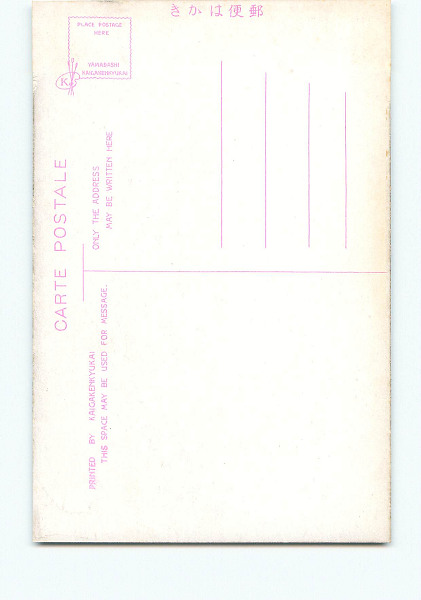 きかは便郵
PLACE POSTAGE
HERE
YAMABASHI
KAIGAKENKYUKAI
K
CARTE POSTALE
ONLY THE ADDRESS
MAY BE WRITTEN HERE
PRINTED BY KAIGAKENKYUKAI
THIS SPACE MAY BE USED FOR MESSAGE.